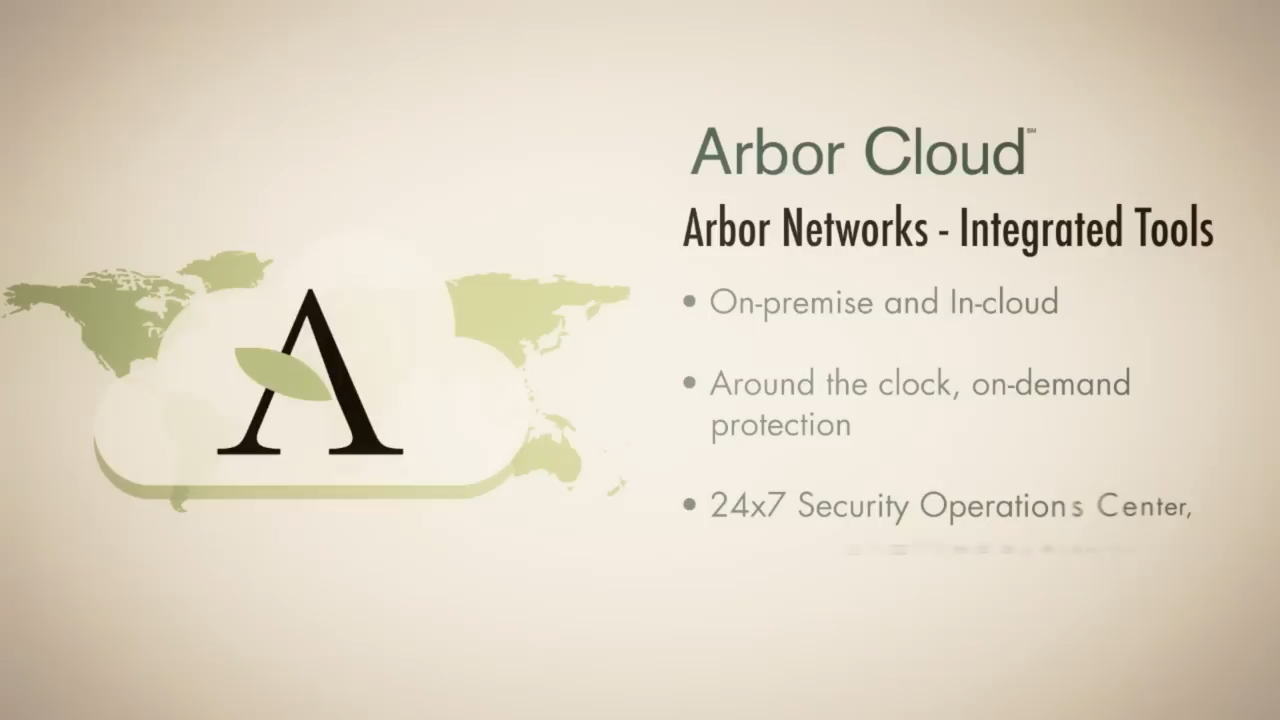 Arbor Cloud℠
Arbor Networks - Integrated Tools
• On-premise and In-cloud
• Around the clock, on-demand
protection
• 24x7 Security Operations Center,
A